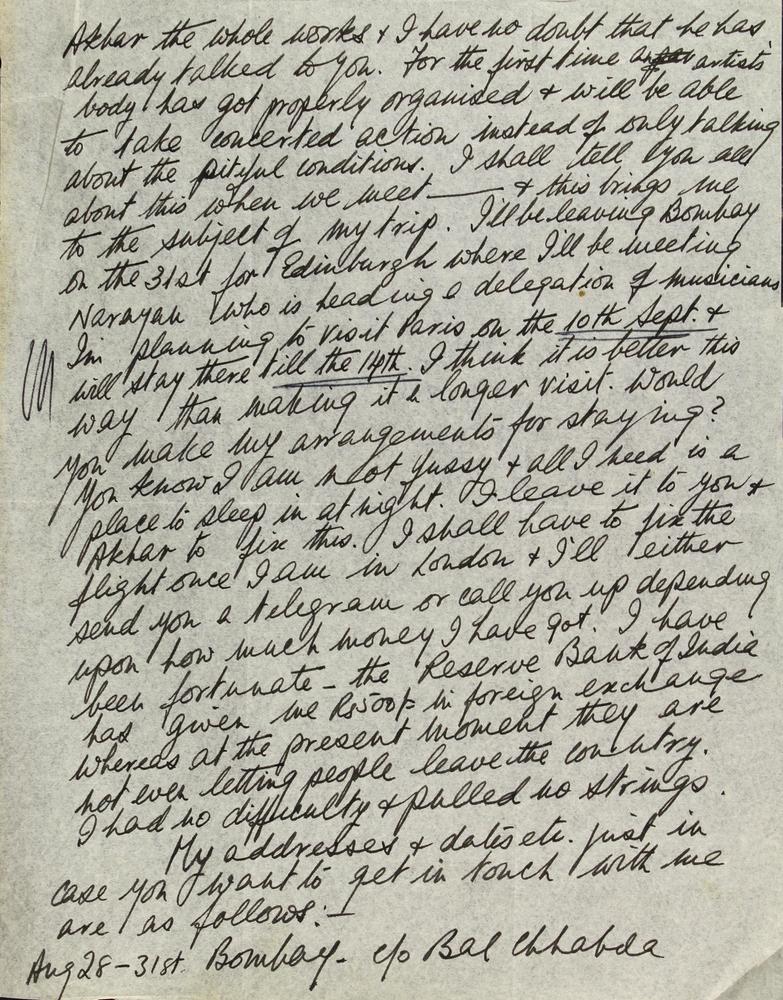 Akbar the whole works & I have no doubt that he has
already talked to you. For the first time an artists'
body has got properly organised & will be able
to take concerted action instead of only talking
about the pitiful conditions. I shall tell you all
about this when we meet —— & this brings me
to the subject of my trip. I'll be leaving Bombay
on the 31st for Edinburgh where I'll be meeting
Narayan who is heading a delegation of musicians
I'm planning to visit Paris on the 10th Sept. &
will stay there till the 14th. I think it is better this
way than making it a longer visit. Would
you make my arrangements for staying?
You know I am not fussy & all I need is a
place to sleep in at night. I leave it to you &
Akbar to fix this. I shall have to fix the
flight once I am in London & I'll either
send you a telegram or call you up depending
upon how much money I have got. I have
been fortunate – the Reserve Bank of India
has given me Rs500/- in foreign exchange
whereas at the present moment they are
not even letting people leave the country.
I had no difficulty & pulled no strings.
My addresses & dates etc. just in
case you want to get in touch with me
are as follows:–
Aug 28–31st. Bombay – c/o Bal Chhabda